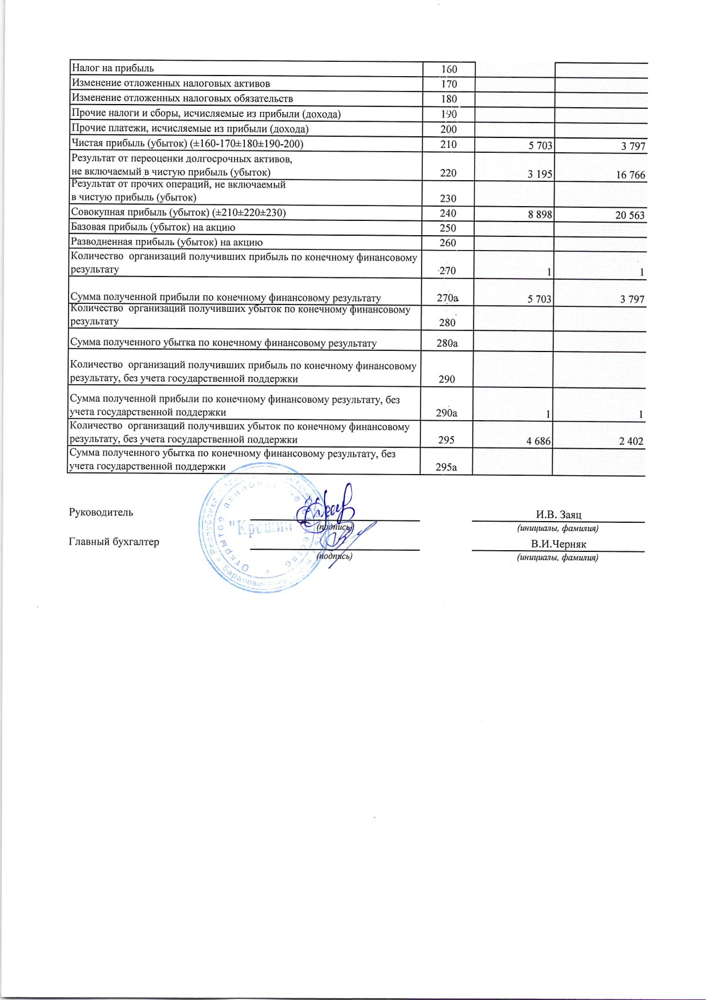 Налог на прибыль 160
Изменение отложенных налоговых активов 170
Изменение отложенных налоговых обязательств 180
Прочие налоги и сборы, исчисляемые из прибыли (дохода) 190
Прочие платежи, исчисляемые из прибыли (дохода) 200
Чистая прибыль (убыток) (±160-170±180±190-200) 210 5 703 3 797
Результат от переоценки долгосрочных активов,
не включаемый в чистую прибыль (убыток) 220 3 195 16 766
Результат от прочих операций, не включаемый
в чистую прибыль (убыток) 230
Совокупная прибыль (убыток) (±210±220±230) 240 8 898 20 563
Базовая прибыль (убыток) на акцию 250
Разводненная прибыль (убыток) на акцию 260
Количество организаций получивших прибыль по конечному финансовому
результату 270 1 1
Сумма полученной прибыли по конечному финансовому результату 270а 5 703 3 797
Количество организаций получивших убыток по конечному финансовому
результату 280
Сумма полученного убытка по конечному финансовому результату 280а
Количество организаций получивших прибыль по конечному финансовому
результату, без учета государственной поддержки 290
Сумма полученной прибыли по конечному финансовому результату, без
учета государственной поддержки 290а 1 1
Количество организаций получивших убыток по конечному финансовому
результату, без учета государственной поддержки 295 4 686 2 402
Сумма полученного убытка по конечному финансовому результату, без
учета государственной поддержки 295а
Руководитель И.В. Заяц
(подпись) (инициалы, фамилия)
Главный бухгалтер В.И.Черняк
(подпись) (инициалы, фамилия)
Республика
Открытое
"Крошин"